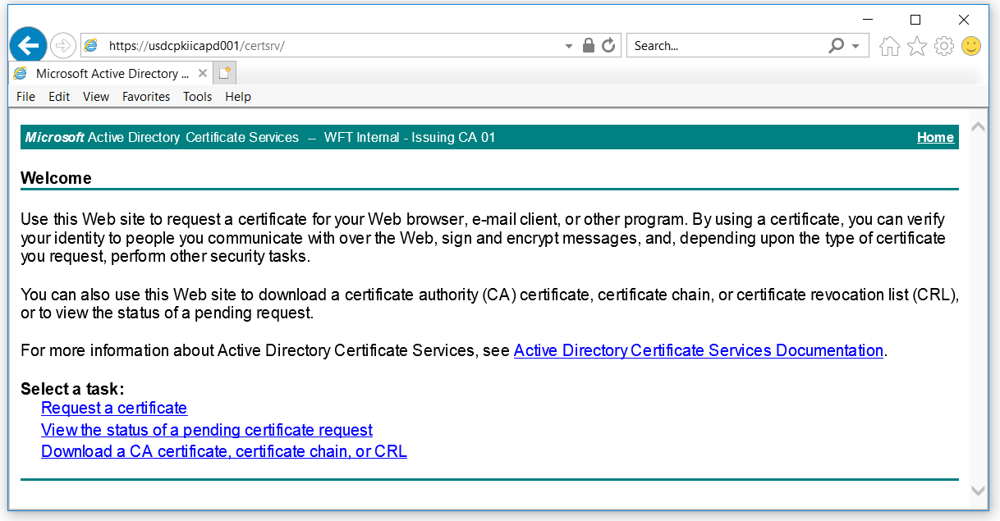 https://usdcpkiicapd001/certsrv/
Search...
Microsoft Active Directory ...
File Edit View Favorites Tools Help
Microsoft Active Directory Certificate Services -- WFT Internal - Issuing CA 01 Home
Welcome
Use this Web site to request a certificate for your Web browser, e-mail client, or other program. By using a certificate, you can verify
your identity to people you communicate with over the Web, sign and encrypt messages, and, depending upon the type of certificate
you request, perform other security tasks.
You can also use this Web site to download a certificate authority (CA) certificate, certificate chain, or certificate revocation list (CRL),
or to view the status of a pending request.
For more information about Active Directory Certificate Services, see Active Directory Certificate Services Documentation.
Select a task:
Request a certificate
View the status of a pending certificate request
Download a CA certificate, certificate chain, or CRL